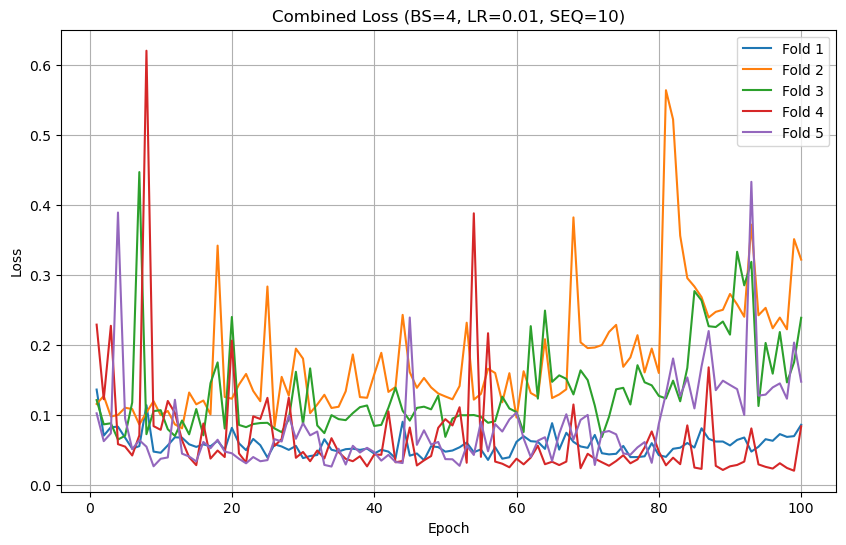 Combined Loss (BS=4, LR=0.01, SEQ=10)
Fold 1
Fold 2
Fold 3
Fold 4
Fold 5
Loss
0.6
0.5
0.4
0.3
0.2
0.1
0.0
0 20 40 60 80 100
Epoch